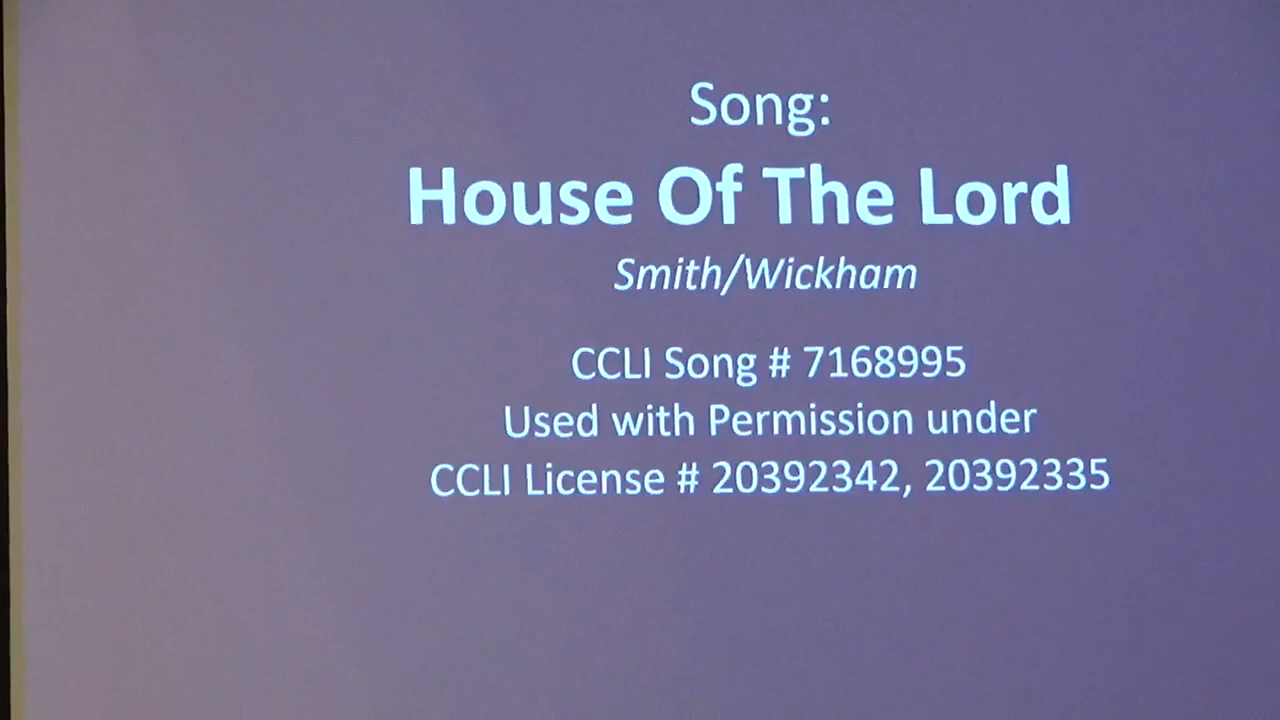 Song:
House Of The Lord
Smith/Wickham
CCLI Song # 7168995
Used with Permission under
CCLI License # 20392342, 20392335